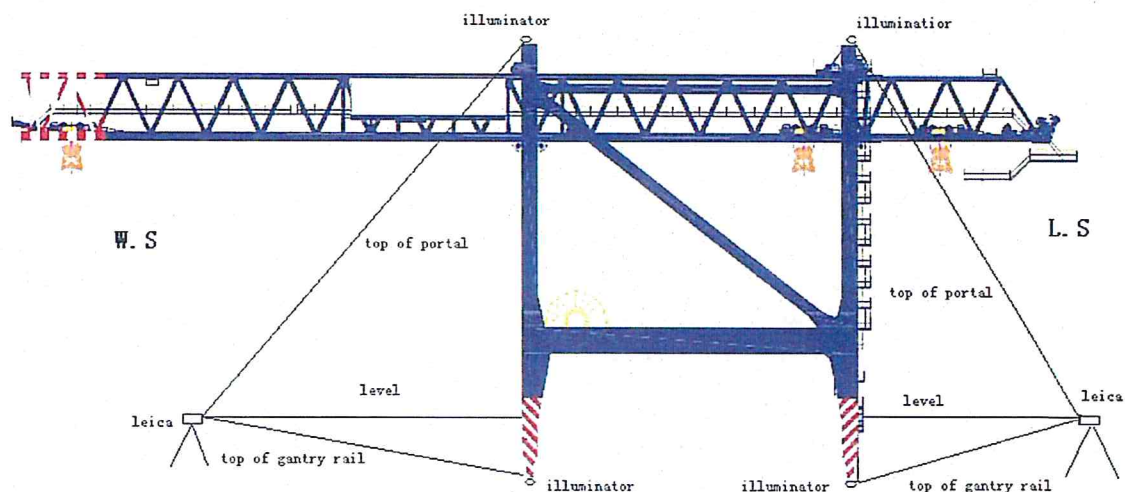 illuminator
illuminatior
W.S
L.S
top of portal
top of portal
level
level
leica
leica
top of gantry rail
illuminator
illuminator
top of gantry rail